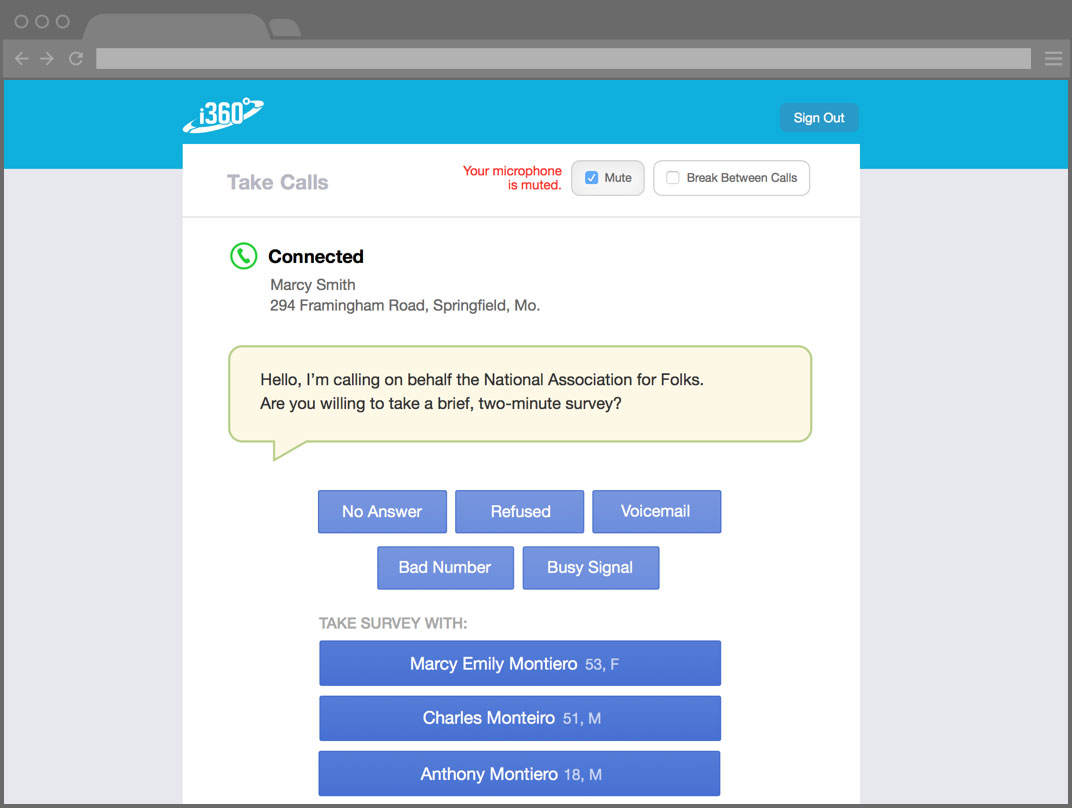 i360°
Sign Out
Take Calls
Your microphone
is muted.
Mute
Break Between Calls
Connected
Marcy Smith
294 Framingham Road, Springfield, Mo.
Hello, I'm calling on behalf the National Association for Folks.
Are you willing to take a brief, two-minute survey?
No Answer
Refused
Voicemail
Bad Number
Busy Signal
TAKE SURVEY WITH:
Marcy Emily Montiero 53, F
Charles Monteiro 51, M
Anthony Montiero 18, M